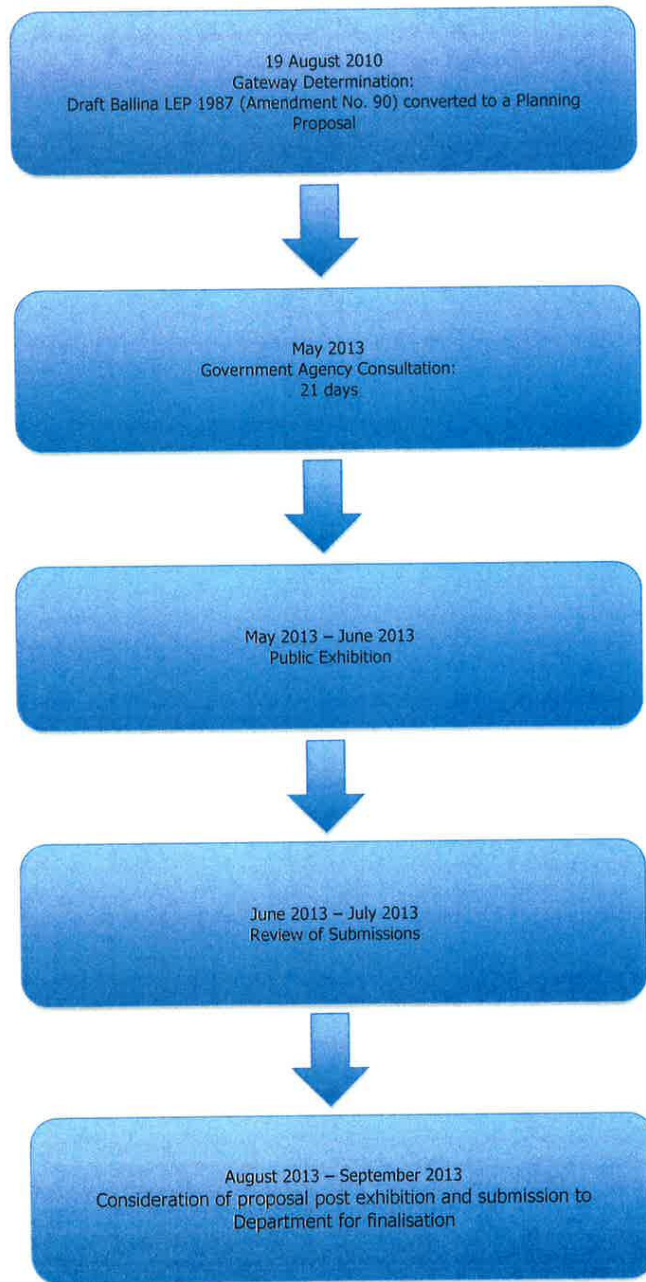 19 August 2010
Gateway Determination:
Draft Ballina LEP 1987 (Amendment No. 90) converted to a Planning
Proposal
May 2013
Government Agency Consultation:
21 days
May 2013 – June 2013
Public Exhibition
June 2013 – July 2013
Review of Submissions
August 2013 – September 2013
Consideration of proposal post exhibition and submission to
Department for finalisation